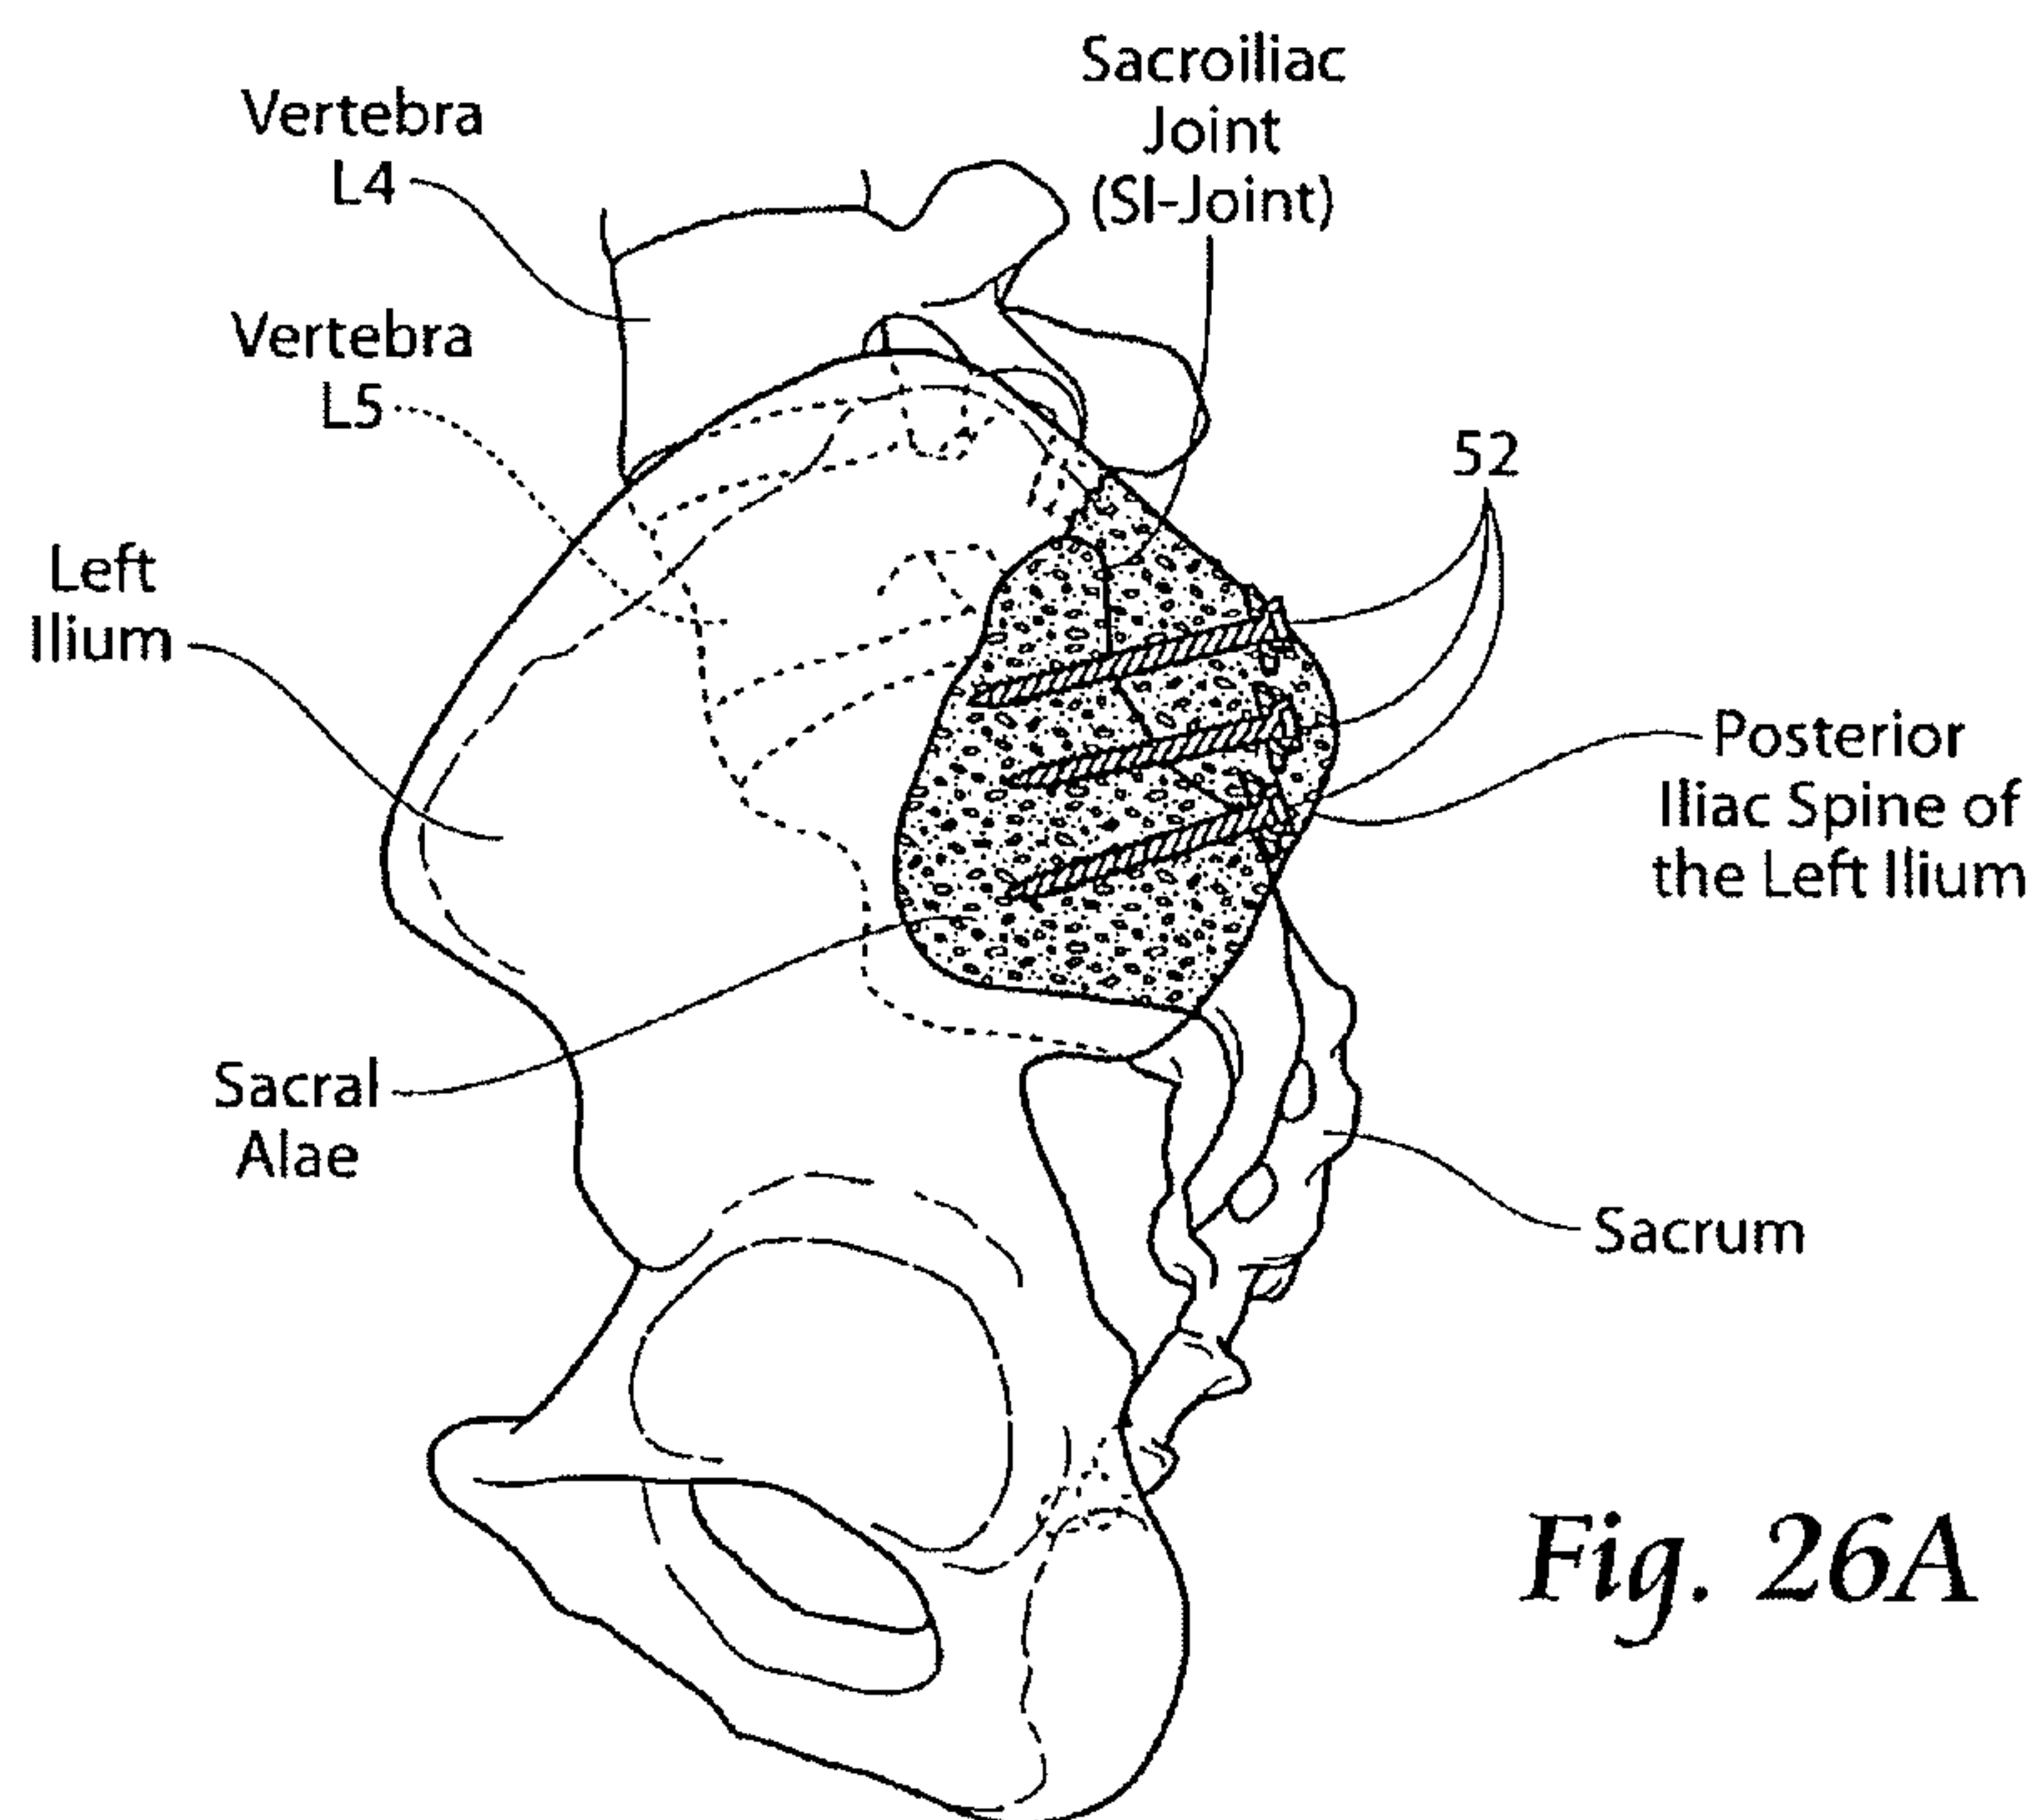 Sacroiliac
Joint
(SI-Joint)
Vertebra
L4
Vertebra
L5
52
Left
Ilium
Posterior
Iliac Spine of
the Left Ilium
Sacral
Alae
Sacrum
Fig. 26A